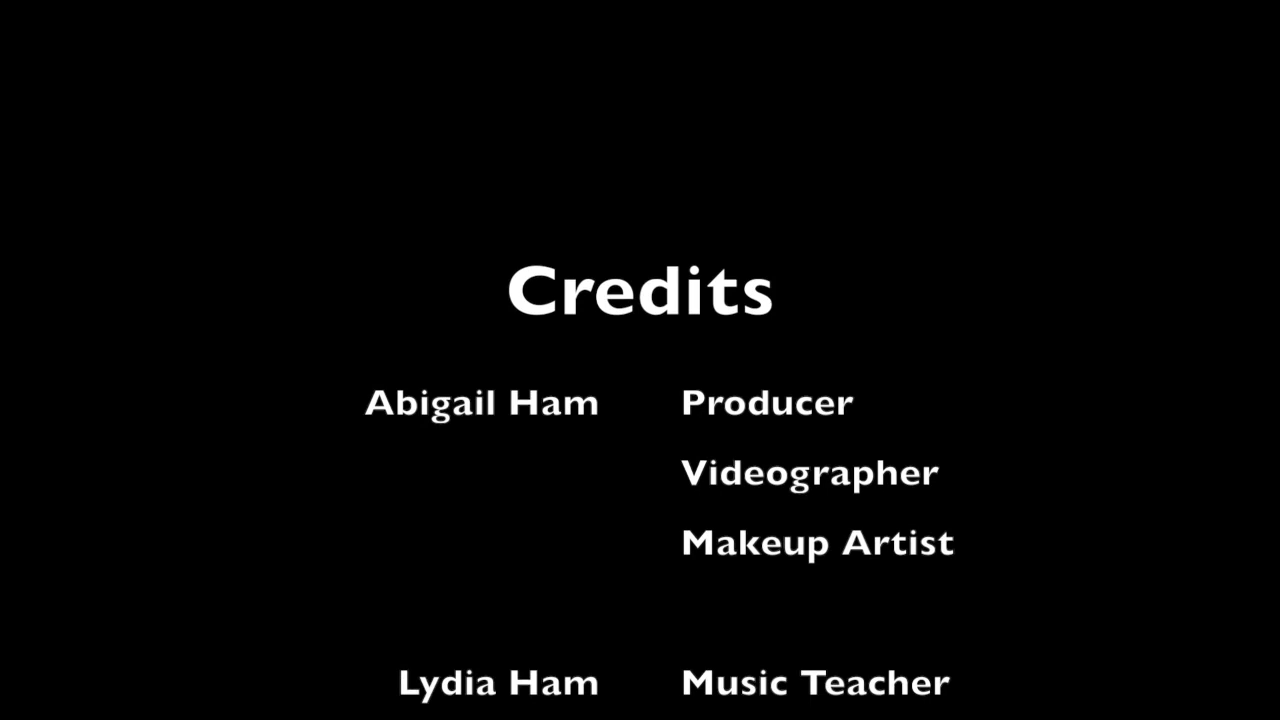 Credits
Abigail Ham Producer
Videographer
Makeup Artist
Lydia Ham Music Teacher